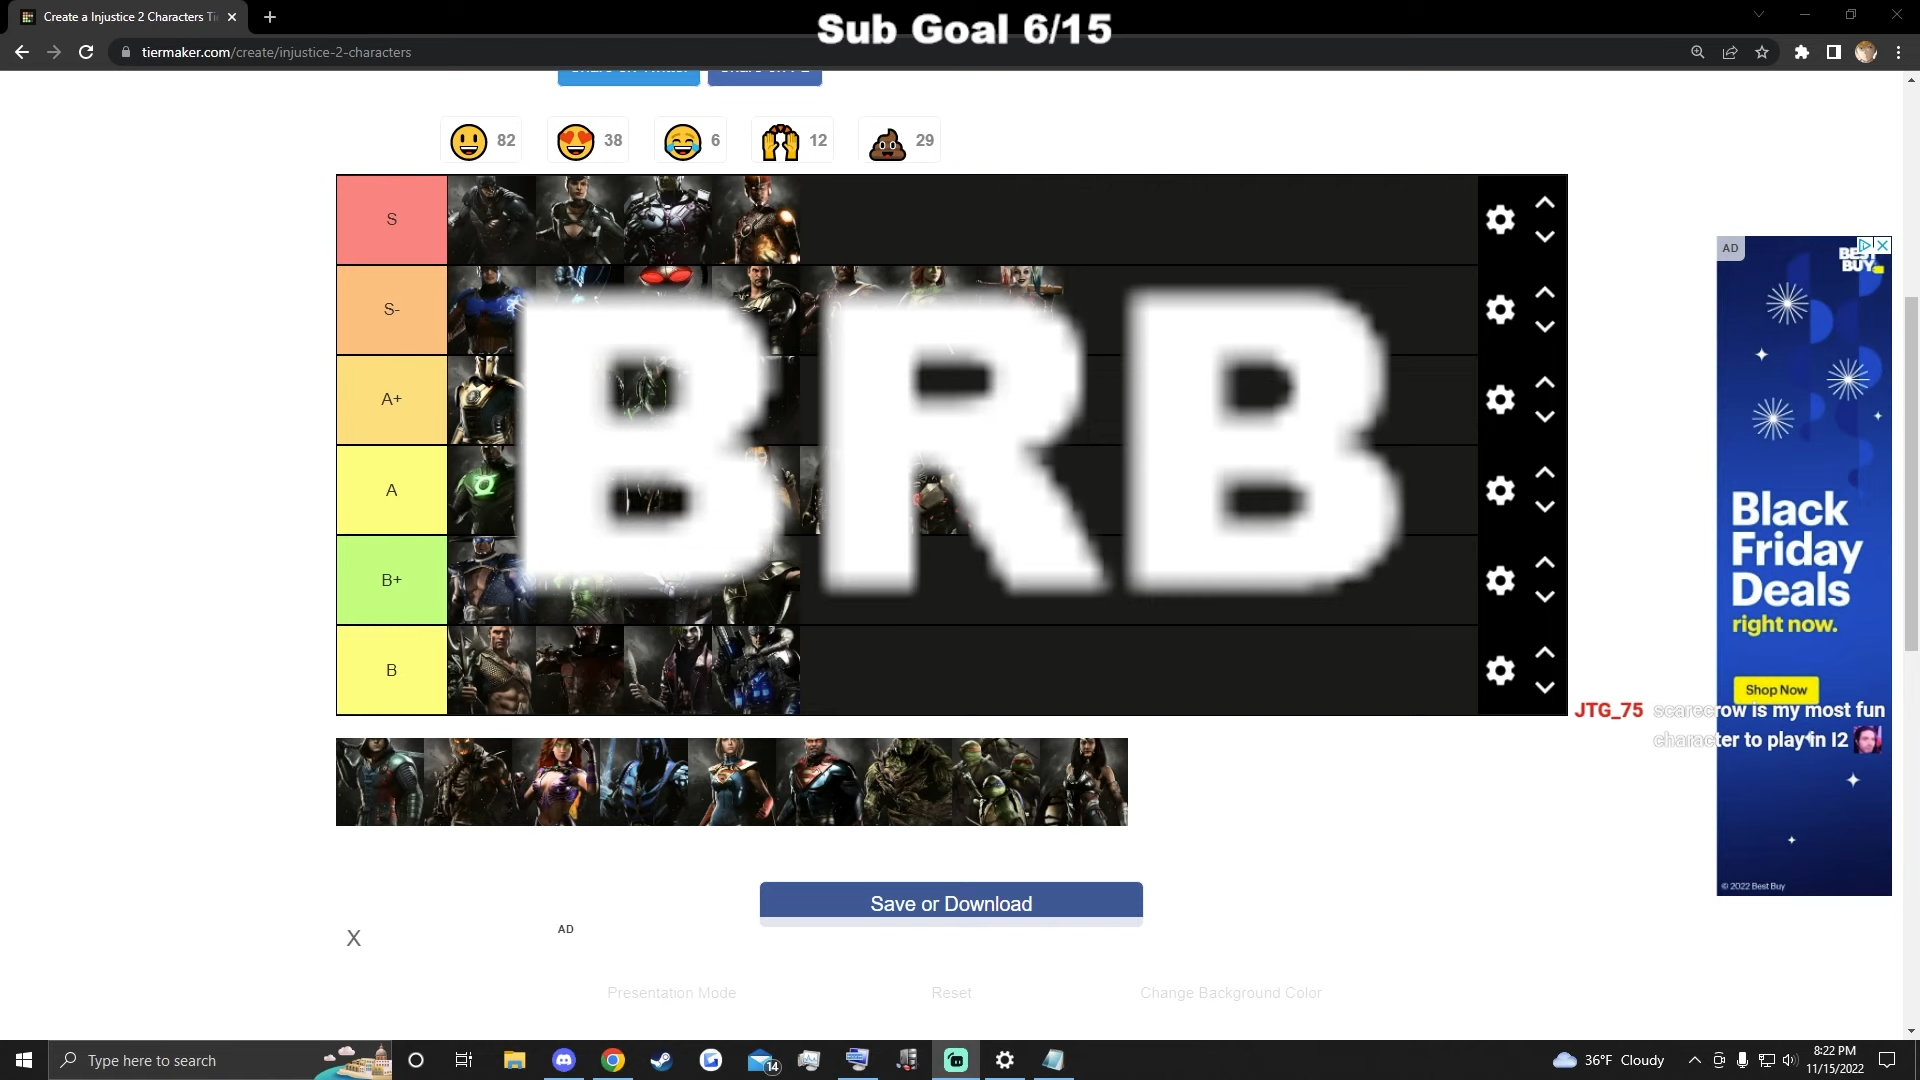 Create a Injustice 2 Characters Ti
Sub Goal 6/15
tiermaker.com/create/injustice-2-characters
82
38
6
12
29
S
S-
A+
A
B+
B
BRB
AD
BEST
BUY
Black
Friday
Deals
right now.
Shop Now
© 2022 Best Buy
JTG_75 scarecrow is my most fun
character to play in I2
Save or Download
X
AD
Presentation Mode
Reset
Change Background Color
Type here to search
14
36°F Cloudy
8:22 PM
11/15/2022